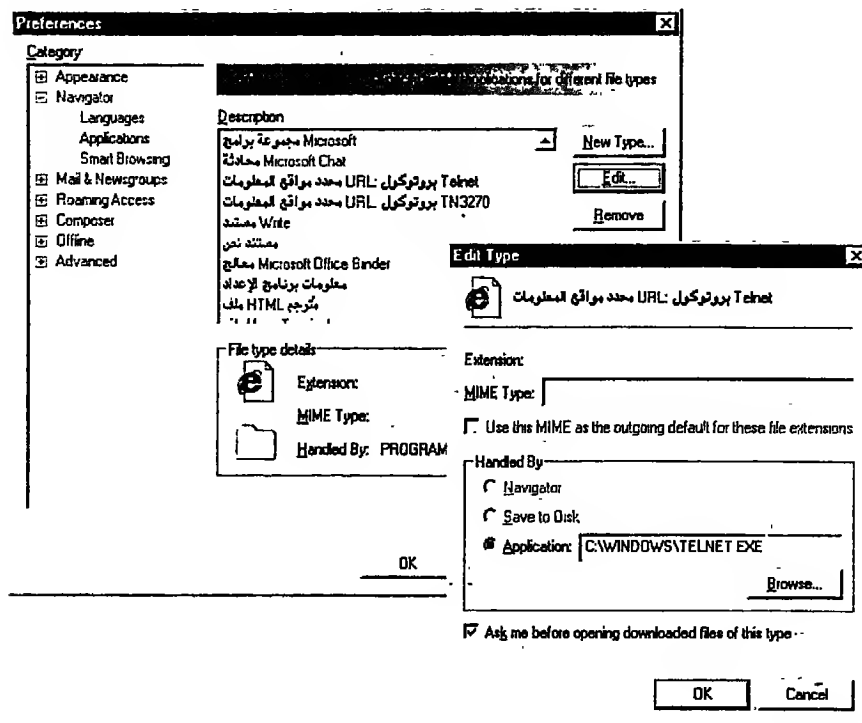 Preferences
Category
Appearance
Navigator
Languages
Applications
Smart Browsing
Mail & Newsgroups
Roaming Access
Composer
Offline
Advanced
applications for different file types
Description
مجموعة برامج Microsoft
محادثة Microsoft Chat
بروتوكول URL: محدد مواقع المعلومات Telnet
بروتوكول URL: محدد مواقع المعلومات TN3270
مستند Write
مستند نص
معالج Microsoft Office Binder
معلومات برنامج الإعداد
ملف HTML مُترجم
New Type...
Edit...
Remove
File type details
Extension:
MIME Type:
Handled By: PROGRAM
OK
Edit Type
بروتوكول URL: محدد مواقع المعلومات Telnet
Extension:
MIME Type:
Use this MIME as the outgoing default for these file extensions
Handled By
Navigator
Save to Disk
Application: C:\WINDOWS\TELNET EXE
Browse...
Ask me before opening downloaded files of this type
OK
Cancel